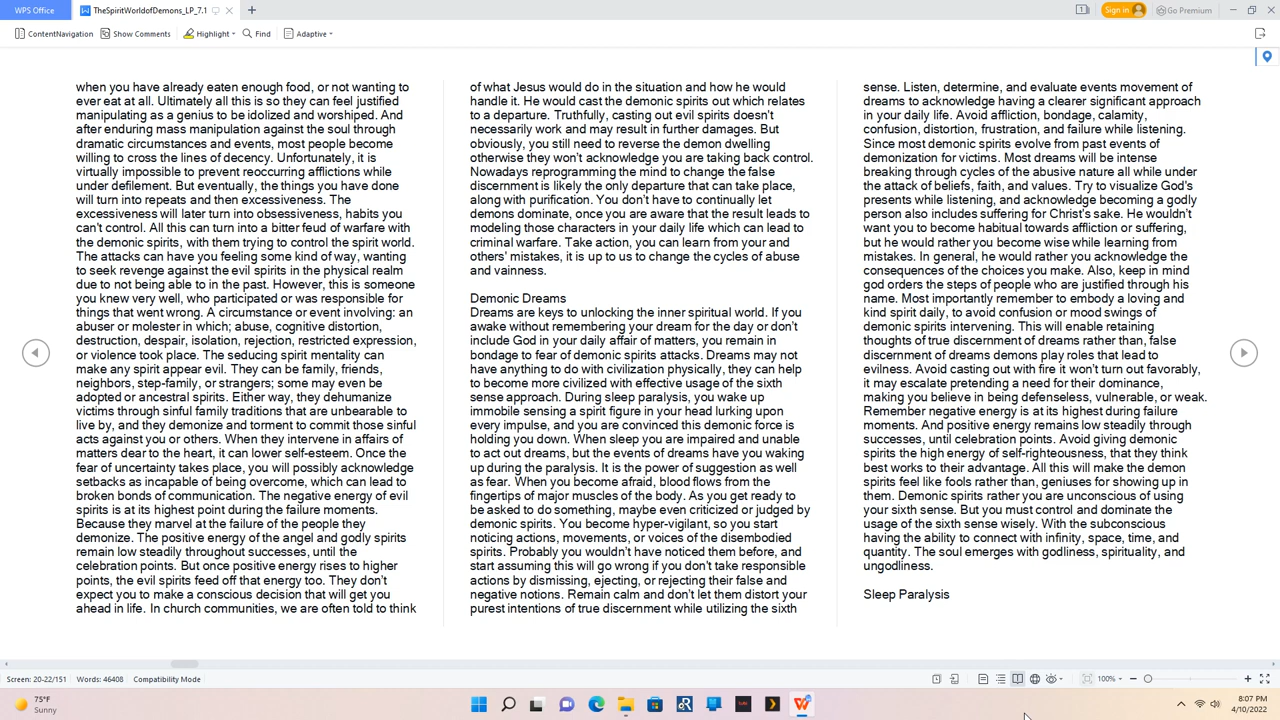 WPS Office
TheSpiritWorldofDemons_LP_7.1
Sign in
Go Premium
ContentNavigation
Show Comments
Highlight
Find
Adaptive
when you have already eaten enough food, or not wanting to
ever eat at all. Ultimately all this is so they can feel justified
manipulating as a genius to be idolized and worshiped. And
after enduring mass manipulation against the soul through
dramatic circumstances and events, most people become
willing to cross the lines of decency. Unfortunately, it is
virtually impossible to prevent reoccurring afflictions while
under defilement. But eventually, the things you have done
will turn into repeats and then excessiveness. The
excessiveness will later turn into obsessiveness, habits you
can't control. All this can turn into a bitter feud of warfare with
the demonic spirits, with them trying to control the spirit world.
The attacks can have you feeling some kind of way, wanting
to seek revenge against the evil spirits in the physical realm
due to not being able to in the past. However, this is someone
you knew very well, who participated or was responsible for
things that went wrong. A circumstance or event involving: an
abuser or molester in which; abuse, cognitive distortion,
destruction, despair, isolation, rejection, restricted expression,
or violence took place. The seducing spirit mentality can
make any spirit appear evil. They can be family, friends,
neighbors, step-family, or strangers; some may even be
adopted or ancestral spirits. Either way, they dehumanize
victims through sinful family traditions that are unbearable to
live by, and they demonize and torment to commit those sinful
acts against you or others. When they intervene in affairs of
matters dear to the heart, it can lower self-esteem. Once the
fear of uncertainty takes place, you will possibly acknowledge
setbacks as incapable of being overcome, which can lead to
broken bonds of communication. The negative energy of evil
spirits is at its highest point during the failure moments.
Because they marvel at the failure of the people they
demonize. The positive energy of the angel and godly spirits
remain low steadily throughout successes, until the
celebration points. But once positive energy rises to higher
points, the evil spirits feed off that energy too. They don't
expect you to make a conscious decision that will get you
ahead in life. In church communities, we are often told to think
of what Jesus would do in the situation and how he would
handle it. He would cast the demonic spirits out which relates
to a departure. Truthfully, casting out evil spirits doesn't
necessarily work and may result in further damages. But
obviously, you still need to reverse the demon dwelling
otherwise they won't acknowledge you are taking back control.
Nowadays reprogramming the mind to change the false
discernment is likely the only departure that can take place,
along with purification. You don't have to continually let
demons dominate, once you are aware that the result leads to
modeling those characters in your daily life which can lead to
criminal warfare. Take action, you can learn from your and
others' mistakes, it is up to us to change the cycles of abuse
and vainness.
Demonic Dreams
Dreams are keys to unlocking the inner spiritual world. If you
awake without remembering your dream for the day or don't
include God in your daily affair of matters, you remain in
bondage to fear of demonic spirits attacks. Dreams may not
have anything to do with civilization physically, they can help
to become more civilized with effective usage of the sixth
sense approach. During sleep paralysis, you wake up
immobile sensing a spirit figure in your head lurking upon
every impulse, and you are convinced this demonic force is
holding you down. When sleep you are impaired and unable
to act out dreams, but the events of dreams have you waking
up during the paralysis. It is the power of suggestion as well
as fear. When you become afraid, blood flows from the
fingertips of major muscles of the body. As you get ready to
be asked to do something, maybe even criticized or judged by
demonic spirits. You become hyper-vigilant, so you start
noticing actions, movements, or voices of the disembodied
spirits. Probably you wouldn't have noticed them before, and
start assuming this will go wrong if you don't take responsible
actions by dismissing, ejecting, or rejecting their false and
negative notions. Remain calm and don't let them distort your
purest intentions of true discernment while utilizing the sixth
sense. Listen, determine, and evaluate events movement of
dreams to acknowledge having a clearer significant approach
in your daily life. Avoid affliction, bondage, calamity,
confusion, distortion, frustration, and failure while listening.
Since most demonic spirits evolve from past events of
demonization for victims. Most dreams will be intense
breaking through cycles of the abusive nature all while under
the attack of beliefs, faith, and values. Try to visualize God's
presents while listening, and acknowledge becoming a godly
person also includes suffering for Christ's sake. He wouldn't
want you to become habitual towards affliction or suffering,
but he would rather you become wise while learning from
mistakes. In general, he would rather you acknowledge the
consequences of the choices you make. Also, keep in mind
god orders the steps of people who are justified through his
name. Most importantly remember to embody a loving and
kind spirit daily, to avoid confusion or mood swings of
demonic spirits intervening. This will enable retaining
thoughts of true discernment of dreams rather than, false
discernment of dreams demons play roles that lead to
evilness. Avoid casting out with fire it won't turn out favorably,
it may escalate pretending a need for their dominance,
making you believe in being defenseless, vulnerable, or weak.
Remember negative energy is at its highest during failure
moments. And positive energy remains low steadily through
successes, until celebration points. Avoid giving demonic
spirits the high energy of self-righteousness, that they think
best works to their advantage. All this will make the demon
spirits feel like fools rather than, geniuses for showing up in
them. Demonic spirits rather you are unconscious of using
your sixth sense. But you must control and dominate the
usage of the sixth sense wisely. With the subconscious
having the ability to connect with infinity, space, time, and
quantity. The soul emerges with godliness, spirituality, and
ungodliness.
Sleep Paralysis
Screen: 20-22/151
Words: 46408
Compatibility Mode
100%
75°F
Sunny
8:07 PM
4/10/2022